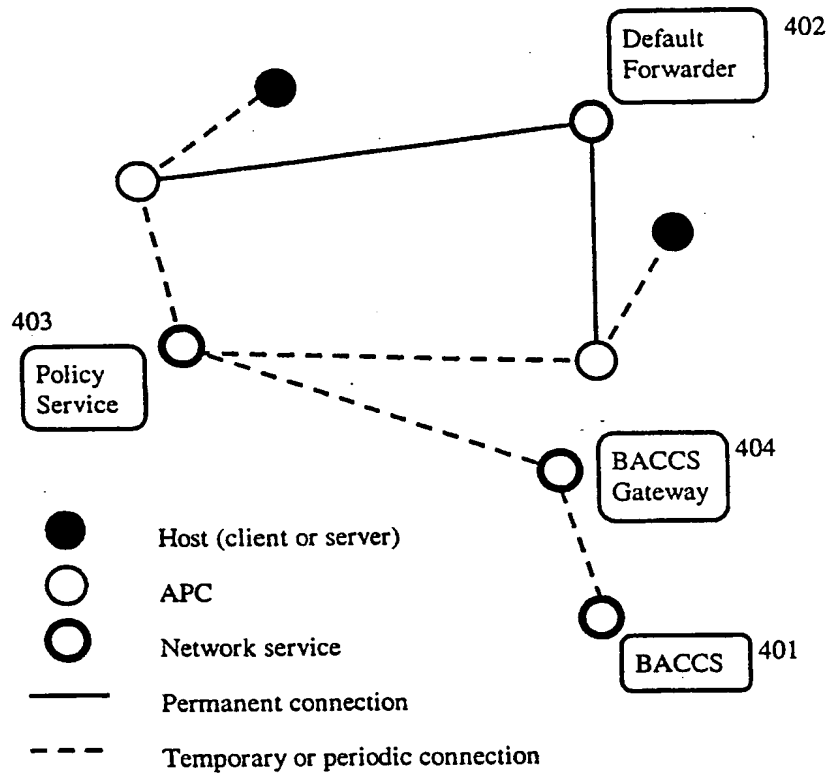 402
Default
Forwarder
403
Policy
Service
404
BACCS
Gateway
Host (client or server)
APC
Network service
401
BACCS
Permanent connection
Temporary or periodic connection